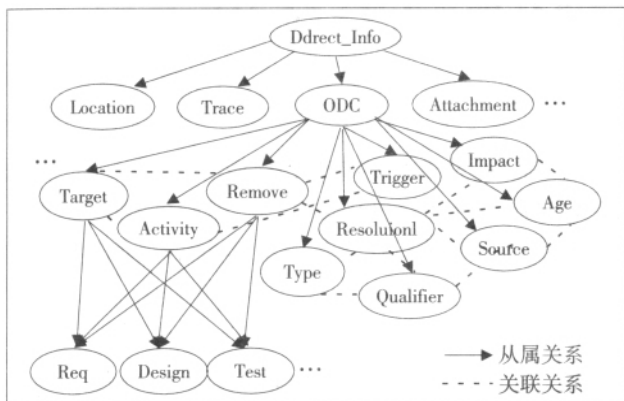 Ddrect_Info
Location
Trace
ODC
Attachment
···
···
Target
Remove
Trigger
Impact
Age
Activity
Resoluionl
Source
Type
Qualifier
Req
Design
Test
···
从属关系
关联关系